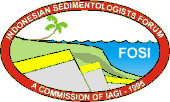 INDONESIAN SEDIMENTOLOGISTS FORUM
FOSI
A COMMISSION OF IAGI - 1995